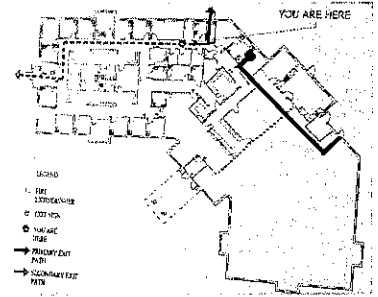 YOU ARE HERE
LEGEND
FIRE
EXTINGUISHER
EXIT SIGN
YOU ARE
HERE
PRIMARY EXIT
PATH
SECONDARY EXIT
PATH